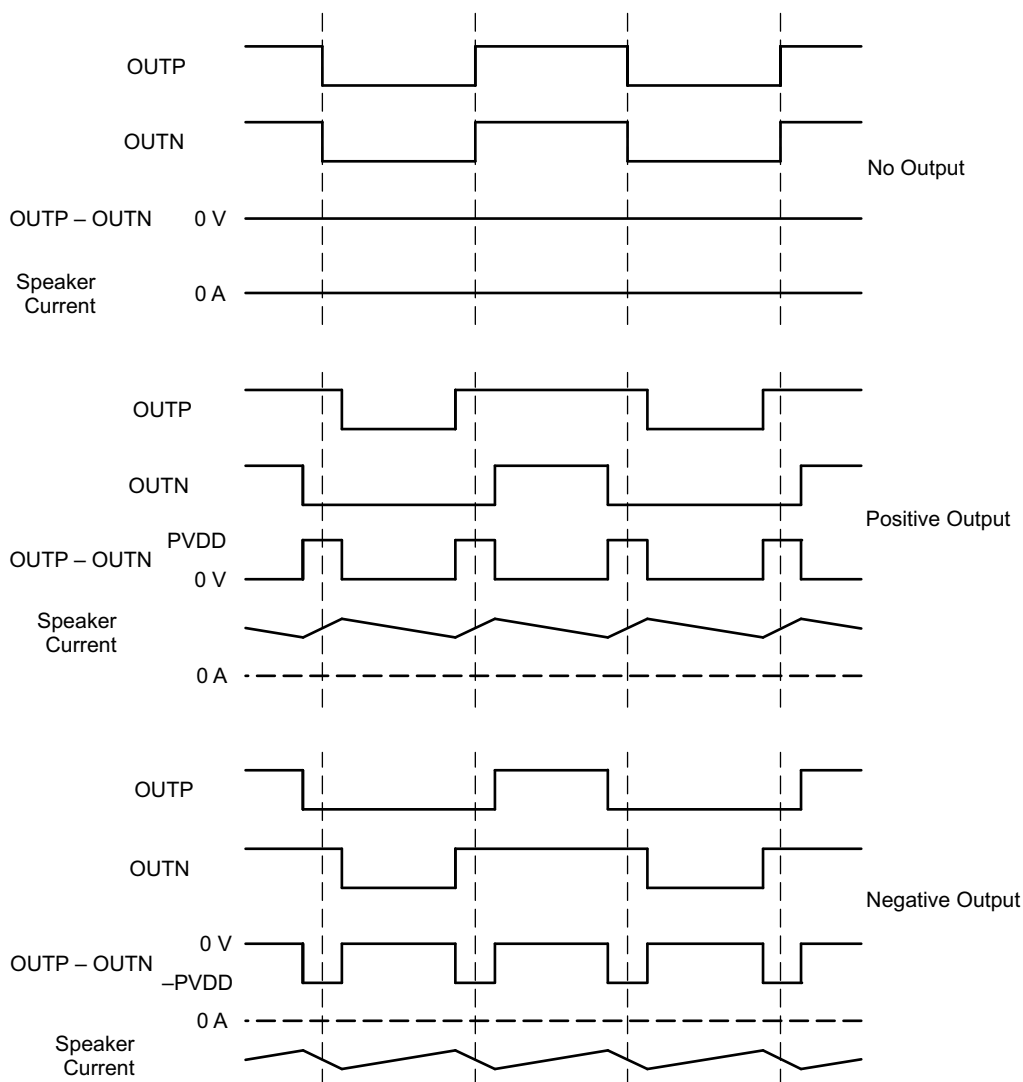 OUTP
OUTN
No Output
OUTP – OUTN 0 V
Speaker
Current
0 A
OUTP
OUTN
Positive Output
PVDD
OUTP – OUTN
0 V
Speaker
Current
0 A
OUTP
OUTN
Negative Output
0 V
OUTP – OUTN
–PVDD
0 A
Speaker
Current